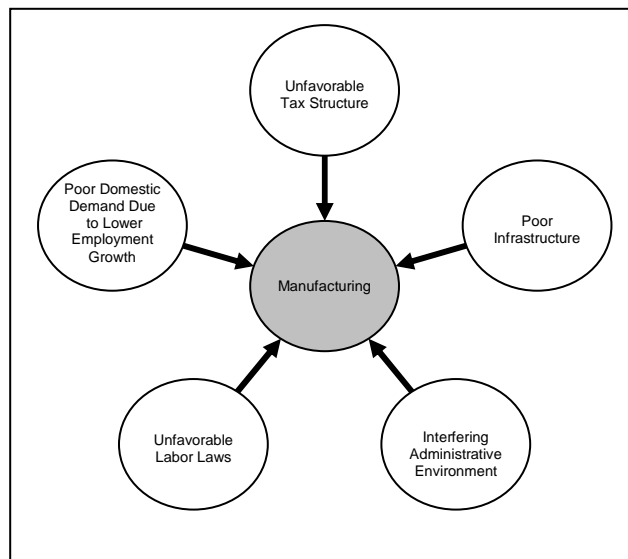 Unfavorable
Tax Structure
Poor Domestic
Demand Due
to Lower
Employment
Growth
Poor
Infrastructure
Manufacturing
Unfavorable
Labor Laws
Interfering
Administrative
Environment